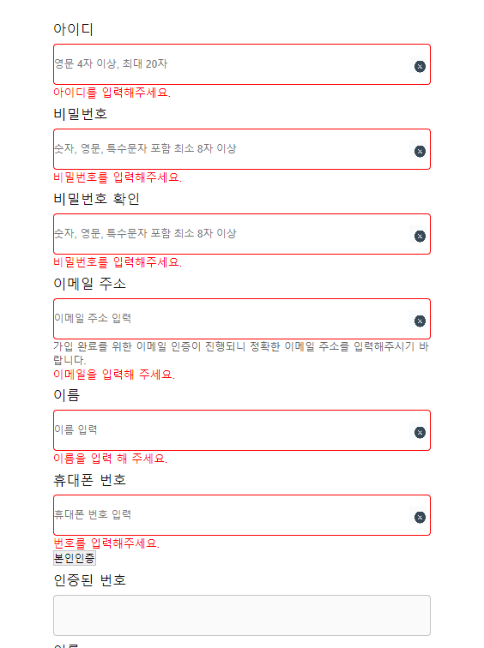 아이디
영문 4자 이상, 최대 20자
아이디를 입력해주세요.
비밀번호
숫자, 영문, 특수문자 포함 최소 8자 이상
비밀번호를 입력해주세요.
비밀번호 확인
숫자, 영문, 특수문자 포함 최소 8자 이상
비밀번호를 입력해주세요.
이메일 주소
이메일 주소 입력
가입 완료를 위한 이메일 인증이 진행되니 정확한 이메일 주소를 입력해주시기 바
랍니다.
이메일을 입력해 주세요.
이름
이름 입력
이름을 입력 해 주세요.
휴대폰 번호
휴대폰 번호 입력
번호를 입력해주세요.
본인인증
인증된 번호